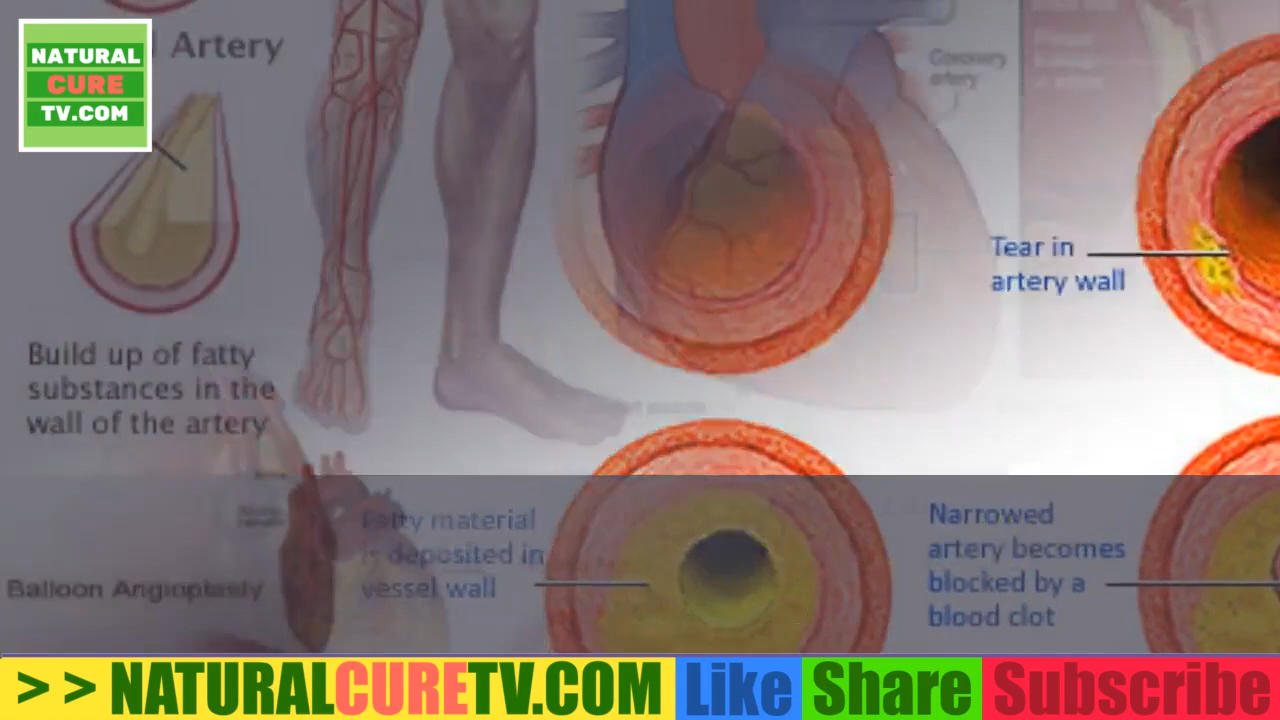 NATURAL
CURE
TV.COM
Artery
Coronary
artery
Tear in
artery wall
Build up of fatty
substances in the
wall of the artery
Fatty material
is deposited in
vessel wall
Narrowed
artery becomes
blocked by a
blood clot
Balloon Angioplasty
> > NATURALCURETV.COM Like Share Subscribe